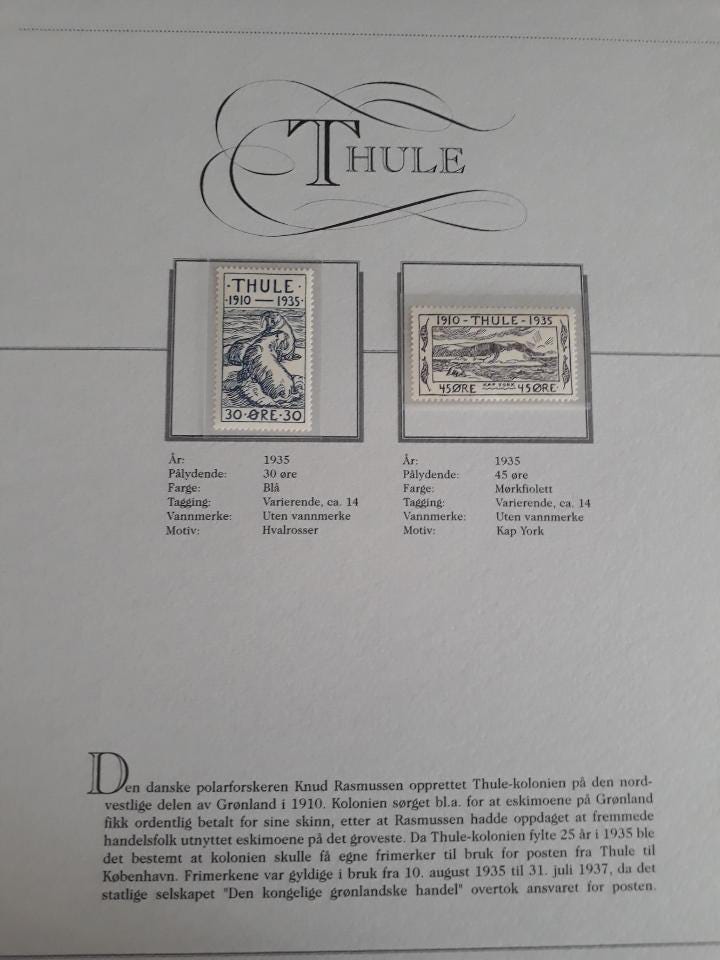 THULE
·THULE·
·1910 — 1935·
30·ØRE·30
1910 - THULE - 1935
45ØRE KAP YORK 45ØRE
År: 1935
Pålydende: 30 øre
Farge: Blå
Tagging: Varierende, ca. 14
Vannmerke: Uten vannmerke
Motiv: Hvalrosser
År: 1935
Pålydende: 45 øre
Farge: Mørkfiolett
Tagging: Varierende, ca. 14
Vannmerke: Uten vannmerke
Motiv: Kap York
Den danske polarforskeren Knud Rasmussen opprettet Thule-kolonien på den nord-
vestlige delen av Grønland i 1910. Kolonien sørget bl.a. for at eskimoene på Grønland
fikk ordentlig betalt for sine skinn, etter at Rasmussen hadde oppdaget at fremmede
handelsfolk utnyttet eskimoene på det groveste. Da Thule-kolonien fylte 25 år i 1935 ble
det bestemt at kolonien skulle få egne frimerker til bruk for posten fra Thule til
København. Frimerkene var gyldige i bruk fra 10. august 1935 til 31. juli 1937, da det
statlige selskapet "Den kongelige grønlandske handel" overtok ansvaret for posten.